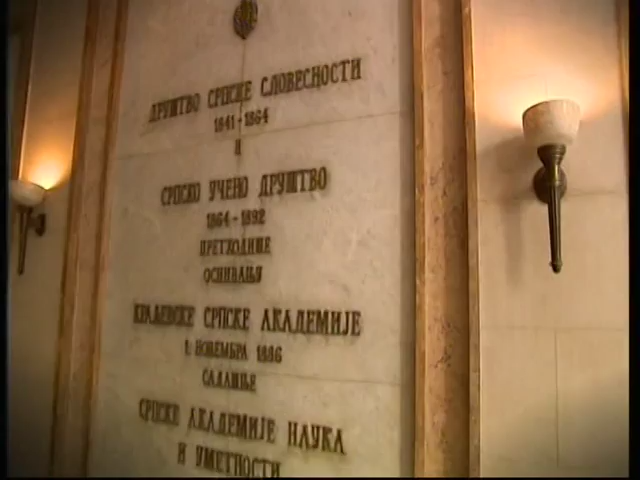 ДРУШТВО СРПСКЕ СЛОВЕСНОСТИ
1841-1864
И
СРПСКО УЧЕНО ДРУШТВО
1864-1892
ПРЕТХОДИШЕ
ОСНИВАЊУ
КРАЉЕВСКЕ СРПСКЕ АКАДЕМИЈЕ
1 НОВЕМБРА 1886
САДАШЊЕ
СРПСКЕ АКАДЕМИЈЕ НАУКА
И УМЕТНОСТИ